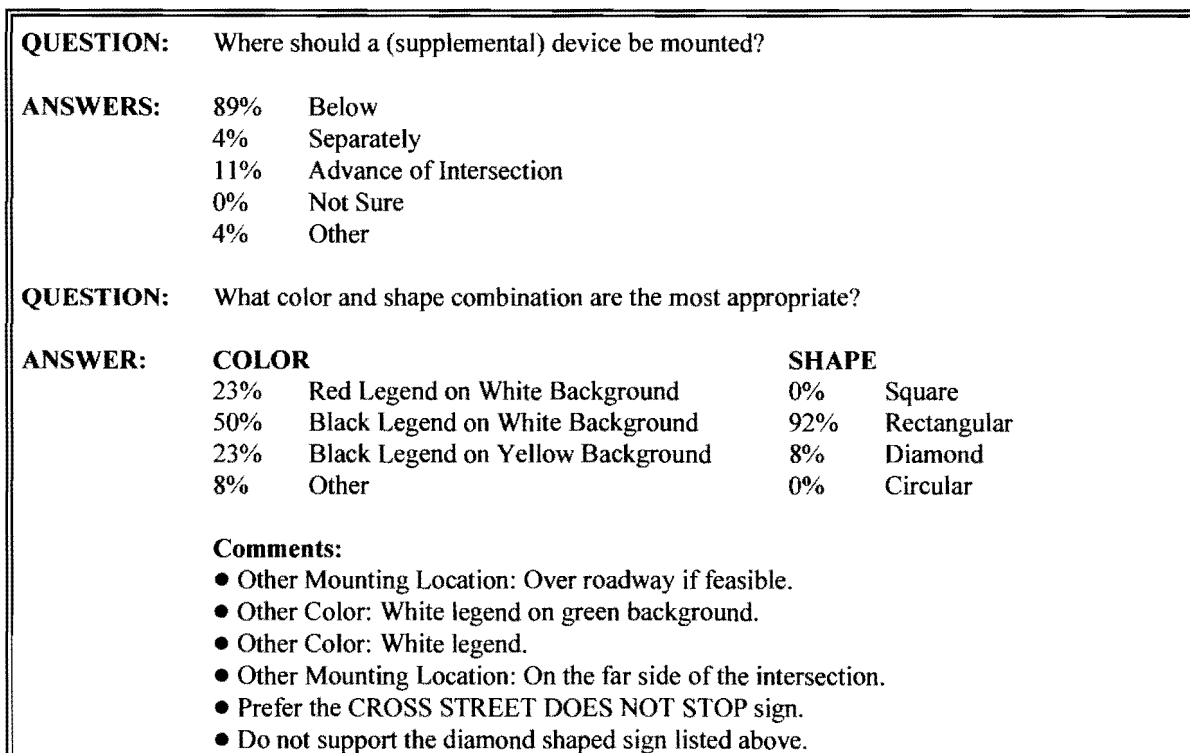 QUESTION: Where should a (supplemental) device be mounted?
ANSWERS: 89% Below
4% Separately
11% Advance of Intersection
0% Not Sure
4% Other
QUESTION: What color and shape combination are the most appropriate?
ANSWER: COLOR SHAPE
23% Red Legend on White Background 0% Square
50% Black Legend on White Background 92% Rectangular
23% Black Legend on Yellow Background 8% Diamond
8% Other 0% Circular
Comments:
● Other Mounting Location: Over roadway if feasible.
● Other Color: White legend on green background.
● Other Color: White legend.
● Other Mounting Location: On the far side of the intersection.
● Prefer the CROSS STREET DOES NOT STOP sign.
● Do not support the diamond shaped sign listed above.